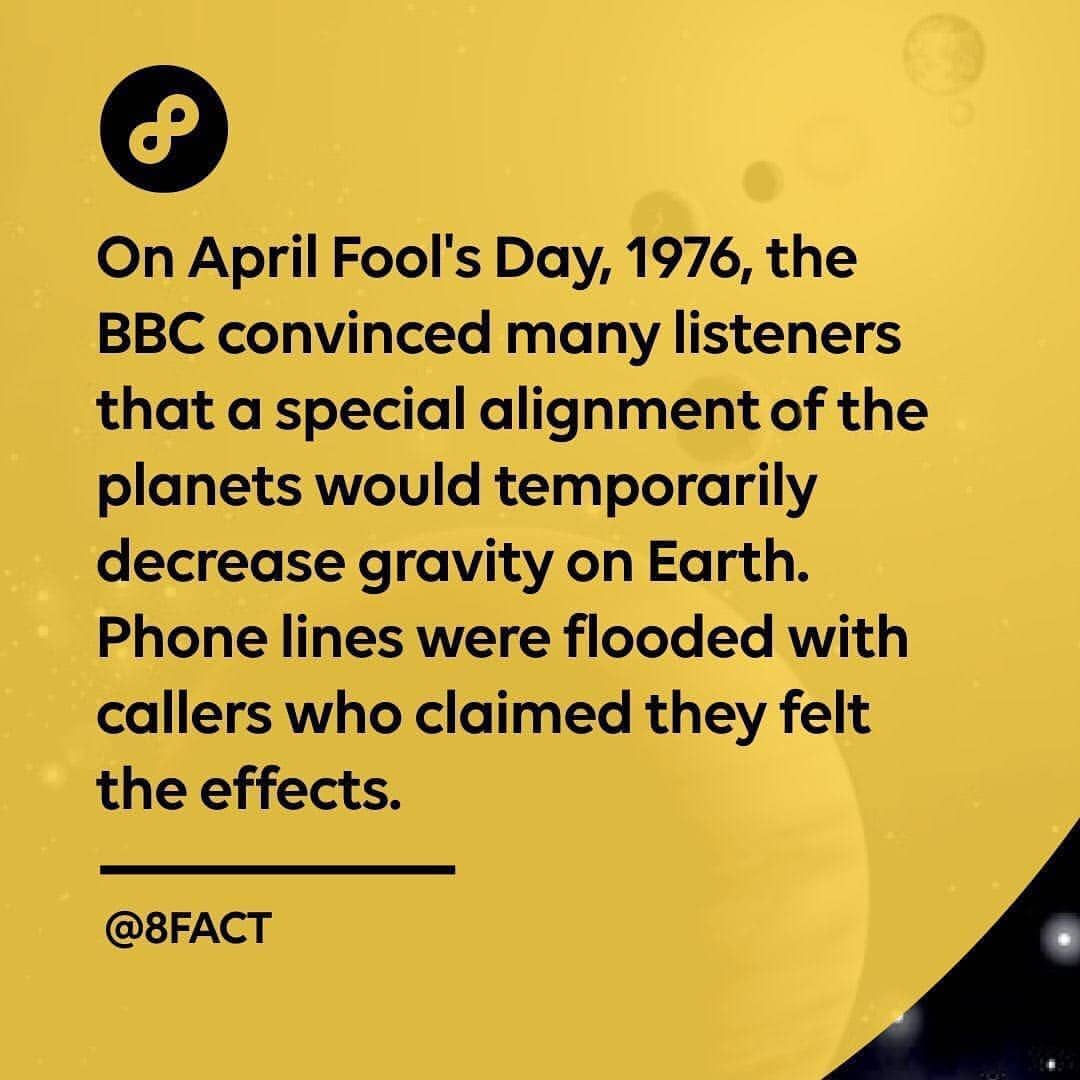 On April Fool's Day, 1976, the
BBC convinced many listeners
that a special alignment of the
planets would temporarily
decrease gravity on Earth.
Phone lines were flooded with
callers who claimed they felt
the effects.
@8FACT